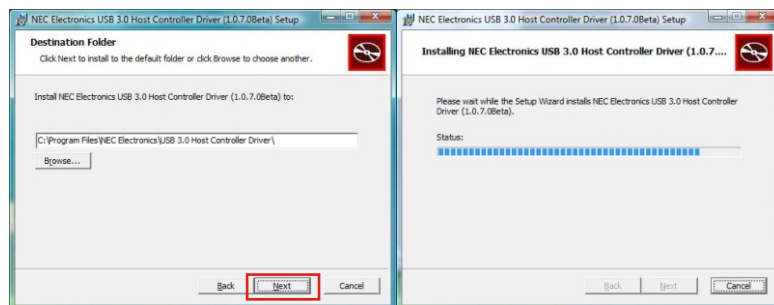 NEC Electronics USB 3.0 Host Controller Driver (1.0.7.0Beta) Setup
Destination Folder
Click Next to install to the default folder or click Browse to choose another.
Install NEC Electronics USB 3.0 Host Controller Driver (1.0.7.0Beta) to:
C:\Program Files\NEC Electronics\USB 3.0 Host Controller Driver\
Browse...
Back
Next
Cancel
NEC Electronics USB 3.0 Host Controller Driver (1.0.7.0Beta) Setup
Installing NEC Electronics USB 3.0 Host Controller Driver (1.0.7....
Please wait while the Setup Wizard installs NEC Electronics USB 3.0 Host Controller
Driver (1.0.7.0Beta).
Status:
Back
Next
Cancel